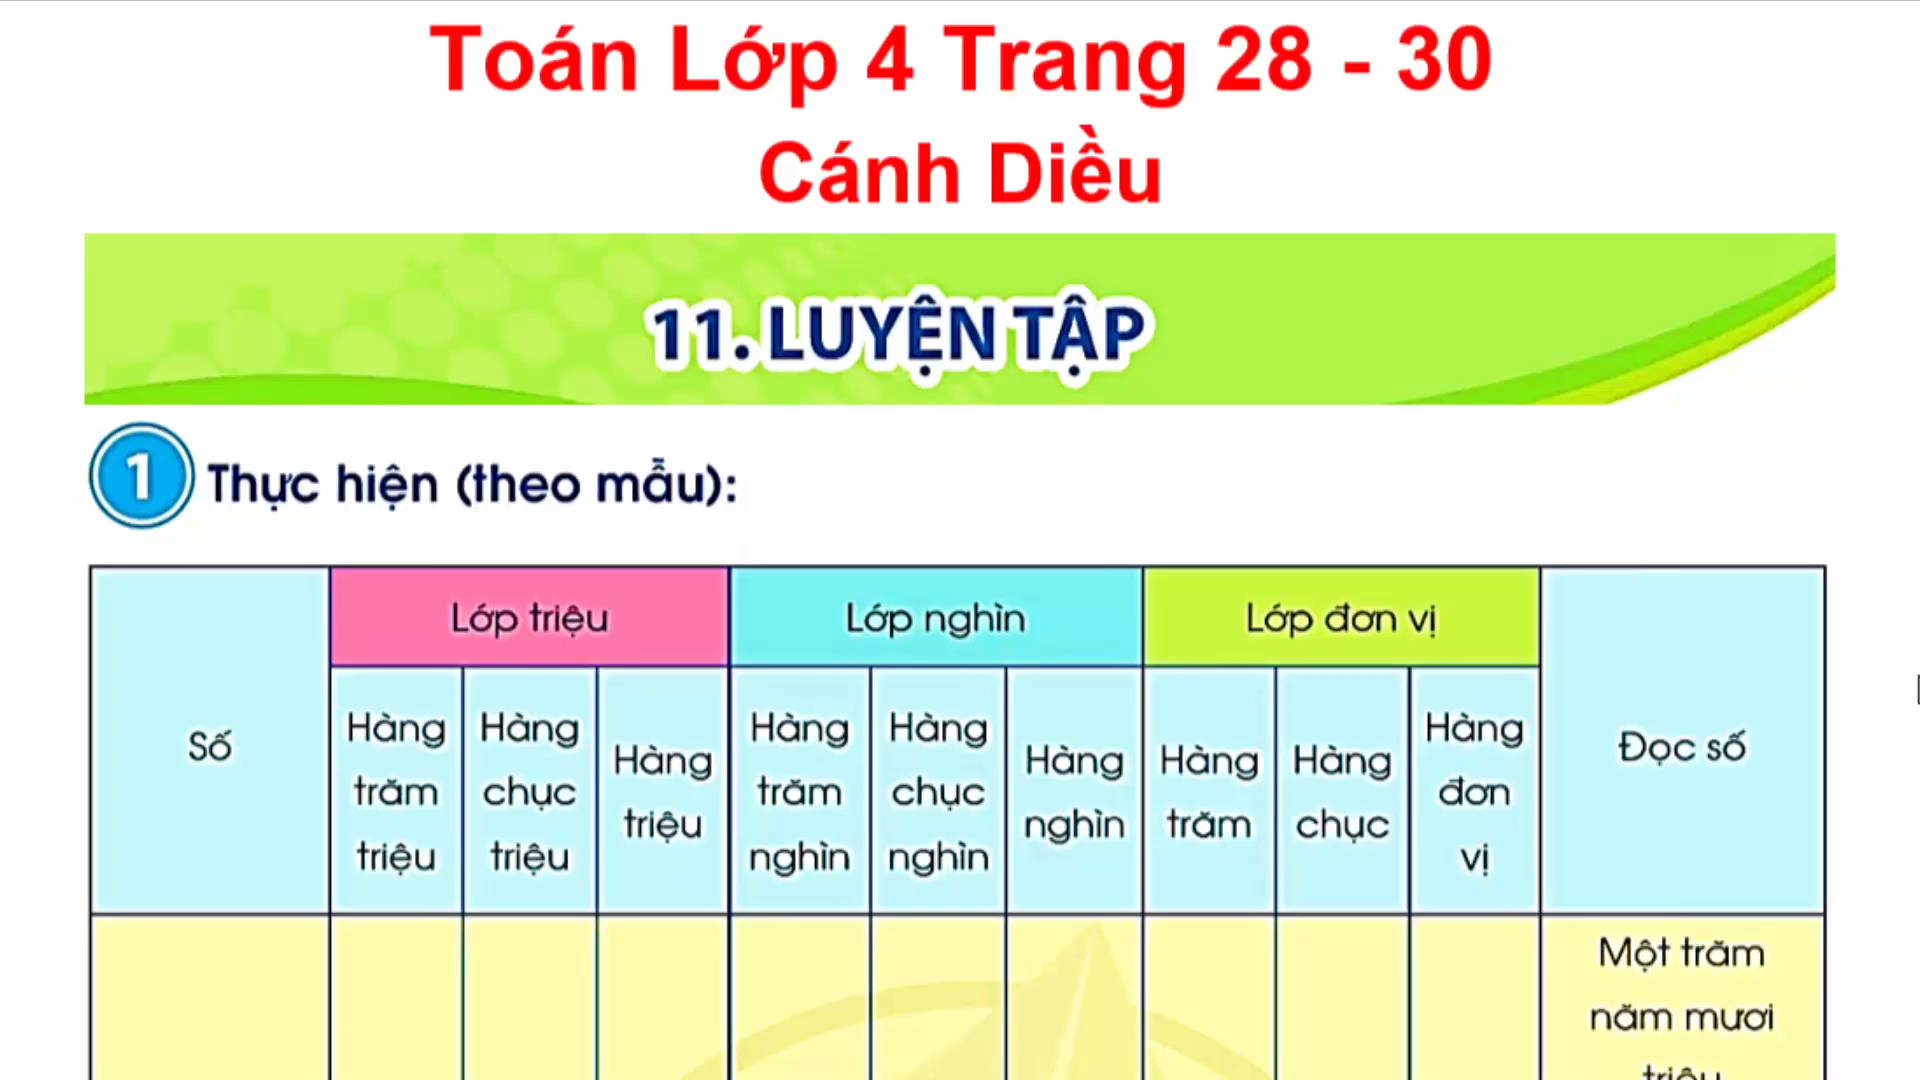 Toán Lớp 4 Trang 28 - 30
Cánh Diều
11. LUYỆN TẬP
1 Thực hiện (theo mẫu):
Số
Lớp triệu
Lớp nghìn
Lớp đơn vị
Đọc số
Hàng
trăm
triệu
Hàng
chục
triệu
Hàng
triệu
Hàng
trăm
nghìn
Hàng
chục
nghìn
Hàng
nghìn
Hàng
trăm
Hàng
chục
Hàng
đơn
vị
Một trăm
năm mươi
triệu